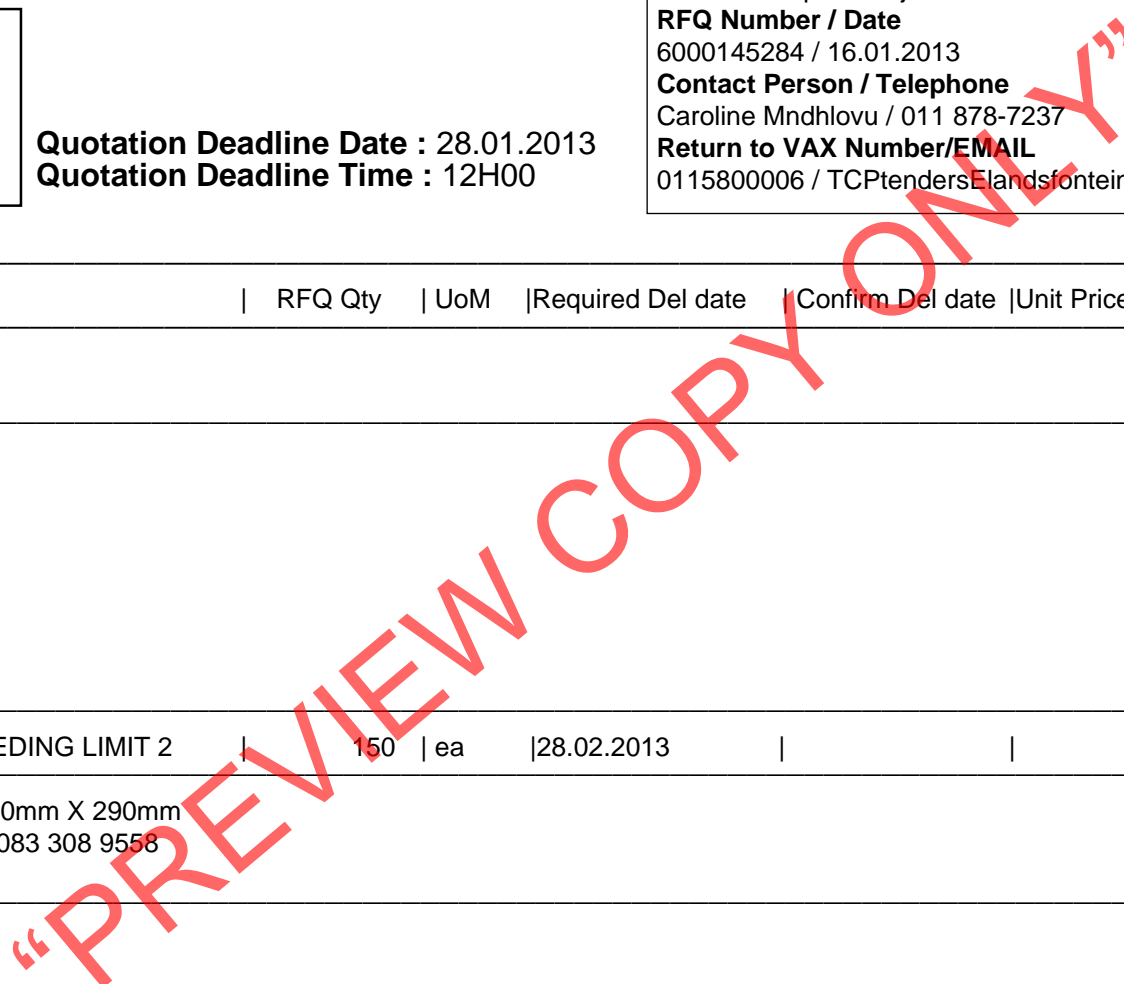 Quotation Deadline Date : 28.01.2013
Quotation Deadline Time : 12H00
RFQ Number / Date
6000145284 / 16.01.2013
Contact Person / Telephone
Caroline Mndhlovu / 011 878-7237
Return to VAX Number/EMAIL
0115800006 / TCPtendersElandsfontein
| RFQ Qty | UoM |Required Del date | Confirm Del date |Unit Price
EDING LIMIT 2 | 150 | ea |28.02.2013 | |
0mm X 290mm
083 308 9558
“PREVIEW COPY ONLY”